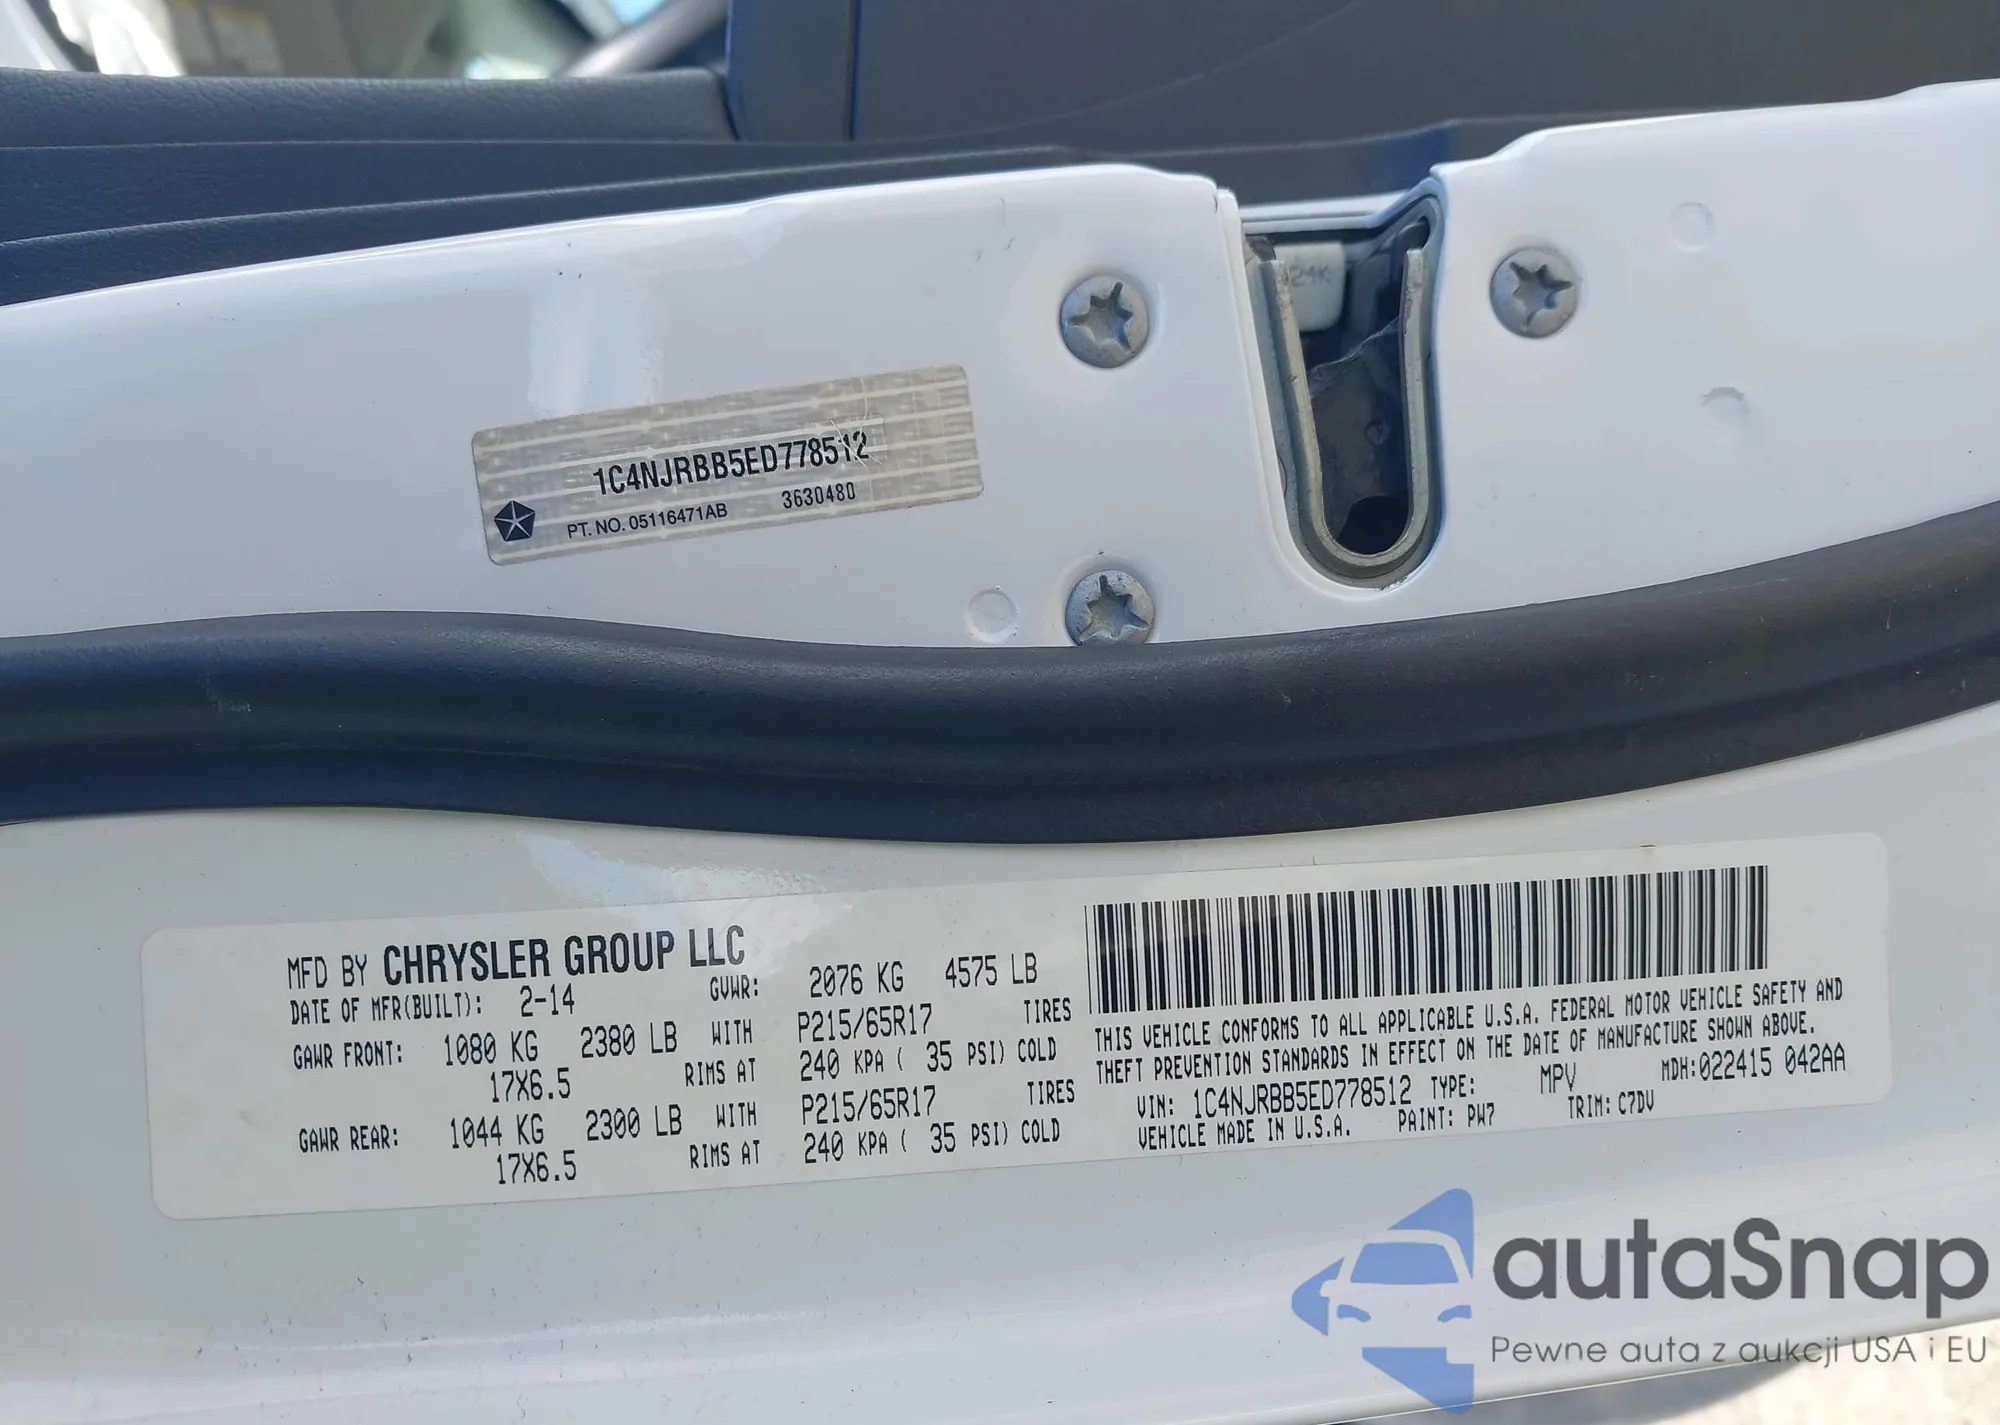 24K
1C4NJRBB5ED778512
PT. NO. 05116471AB 3630480
MFD BY CHRYSLER GROUP LLC
DATE OF MFR(BUILT): 2-14 GVWR: 2076 KG 4575 LB
GAWR FRONT: 1080 KG 2380 LB WITH P215/65R17 TIRES
17X6.5 RIMS AT 240 KPA ( 35 PSI) COLD
GAWR REAR: 1044 KG 2300 LB WITH P215/65R17 TIRES
17X6.5 RIMS AT 240 KPA ( 35 PSI) COLD
THIS VEHICLE CONFORMS TO ALL APPLICABLE U.S.A. FEDERAL MOTOR VEHICLE SAFETY AND
THEFT PREVENTION STANDARDS IN EFFECT ON THE DATE OF MANUFACTURE SHOWN ABOVE.
VIN: 1C4NJRBB5ED778512 TYPE: MPV MDH:022415 042AA
VEHICLE MADE IN U.S.A. PAINT: PW7 TRIM: C7DV
autaSnap
Pewne auta z aukcji USA i EU